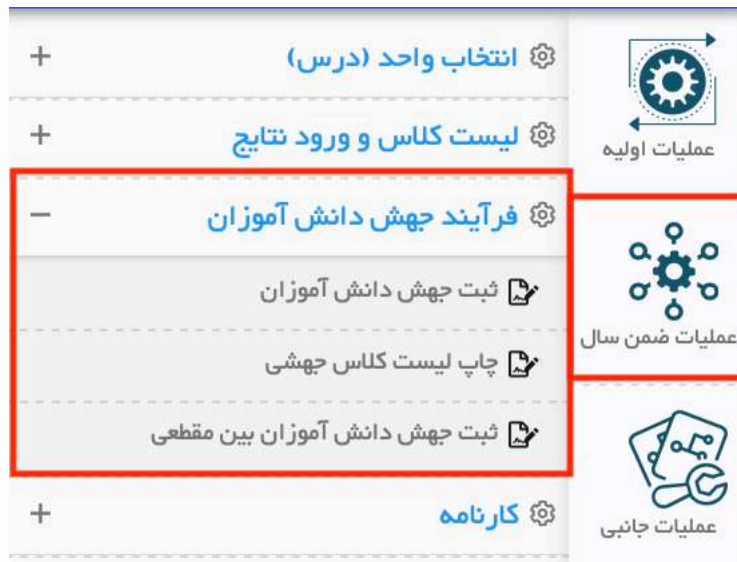 عملیات اولیه
عملیات ضمن سال
عملیات جانبی
انتخاب واحد (درس)
لیست کلاس و ورود نتایج
فرآیند جهش دانش آموزان
ثبت جهش دانش آموزان
چاپ لیست کلاس جهشی
ثبت جهش دانش آموزان بین مقطعی
کارنامه